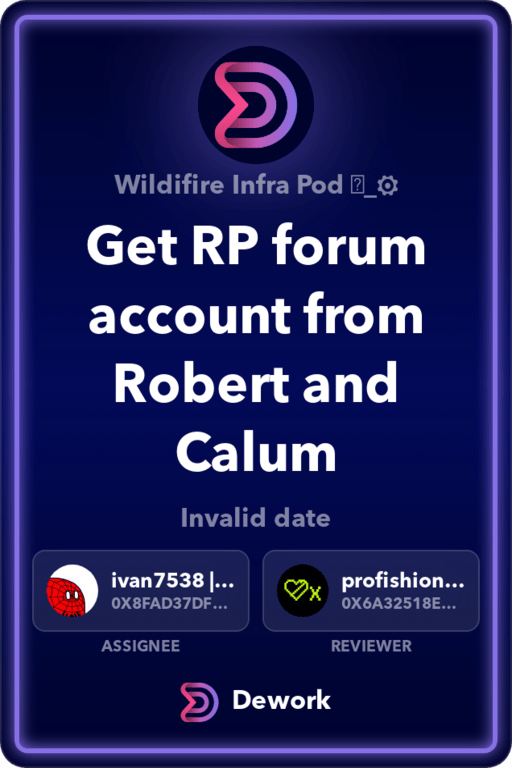 Wildifire Infra Pod ⍰_⚙
Get RP forum
account from
Robert and
Calum
Invalid date
ivan7538 |...
0X8FAD37DF...
profishion...
0X6A32518E...
ASSIGNEE
REVIEWER
Dework